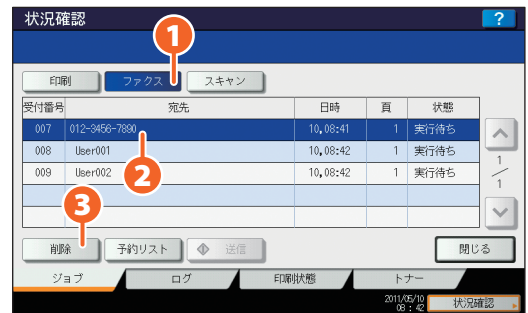 状況確認 ?
1
印刷 ファクス スキャン
受付番号 宛先 日時 頁 状態
007 012-3456-7890 10,08:41 1 実行待ち
008 User001 10,08:42 1 実行待ち
009 User002 10,08:42 1 実行待ち
1
1
2
3
削除 予約リスト 送信 閉じる
ジョブ ログ 印刷状態 トナー
2011/05/10
08 : 42 状況確認